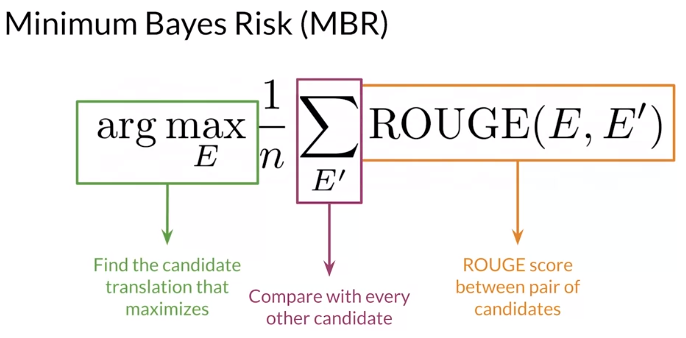 Minimum Bayes Risk (MBR)
arg max 1/n ∑ ROUGE(E, E′)
E E′
Find the candidate
translation that
maximizes
Compare with every
other candidate
ROUGE score
between pair of
candidates